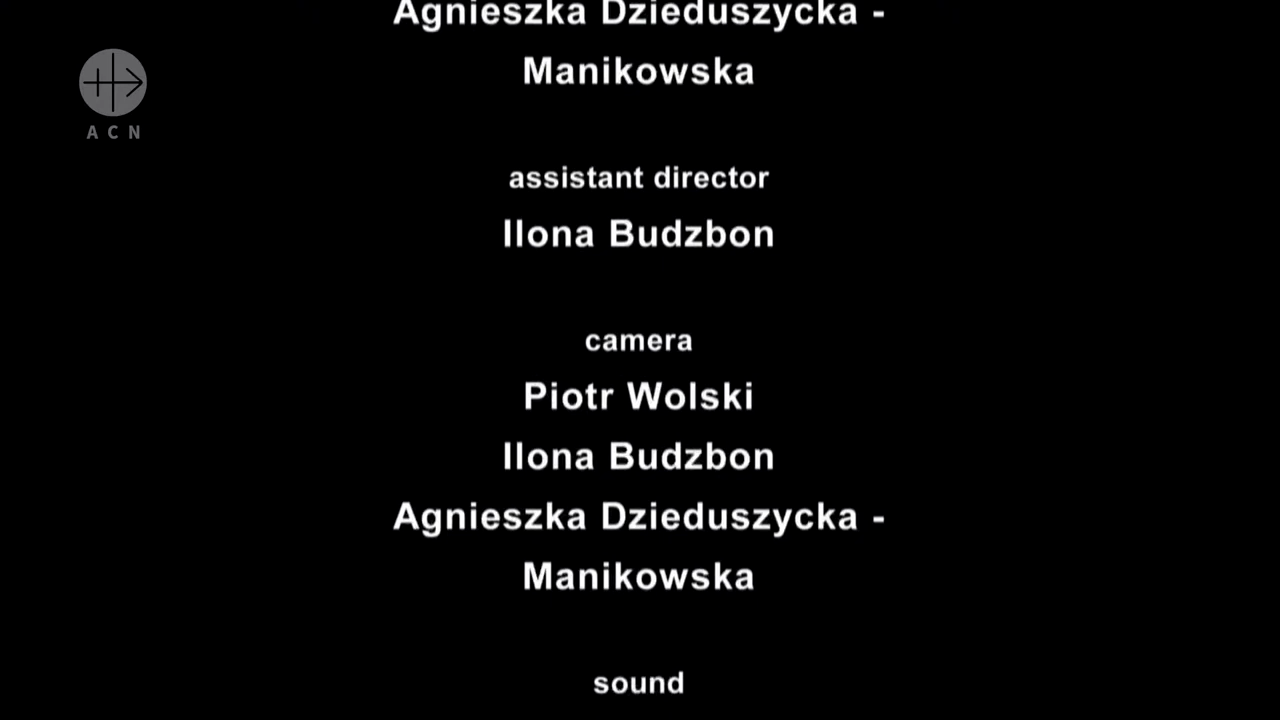 Agnieszka Dzieduszycka -
Manikowska
ACN
assistant director
Ilona Budzbon
camera
Piotr Wolski
Ilona Budzbon
Agnieszka Dzieduszycka -
Manikowska
sound